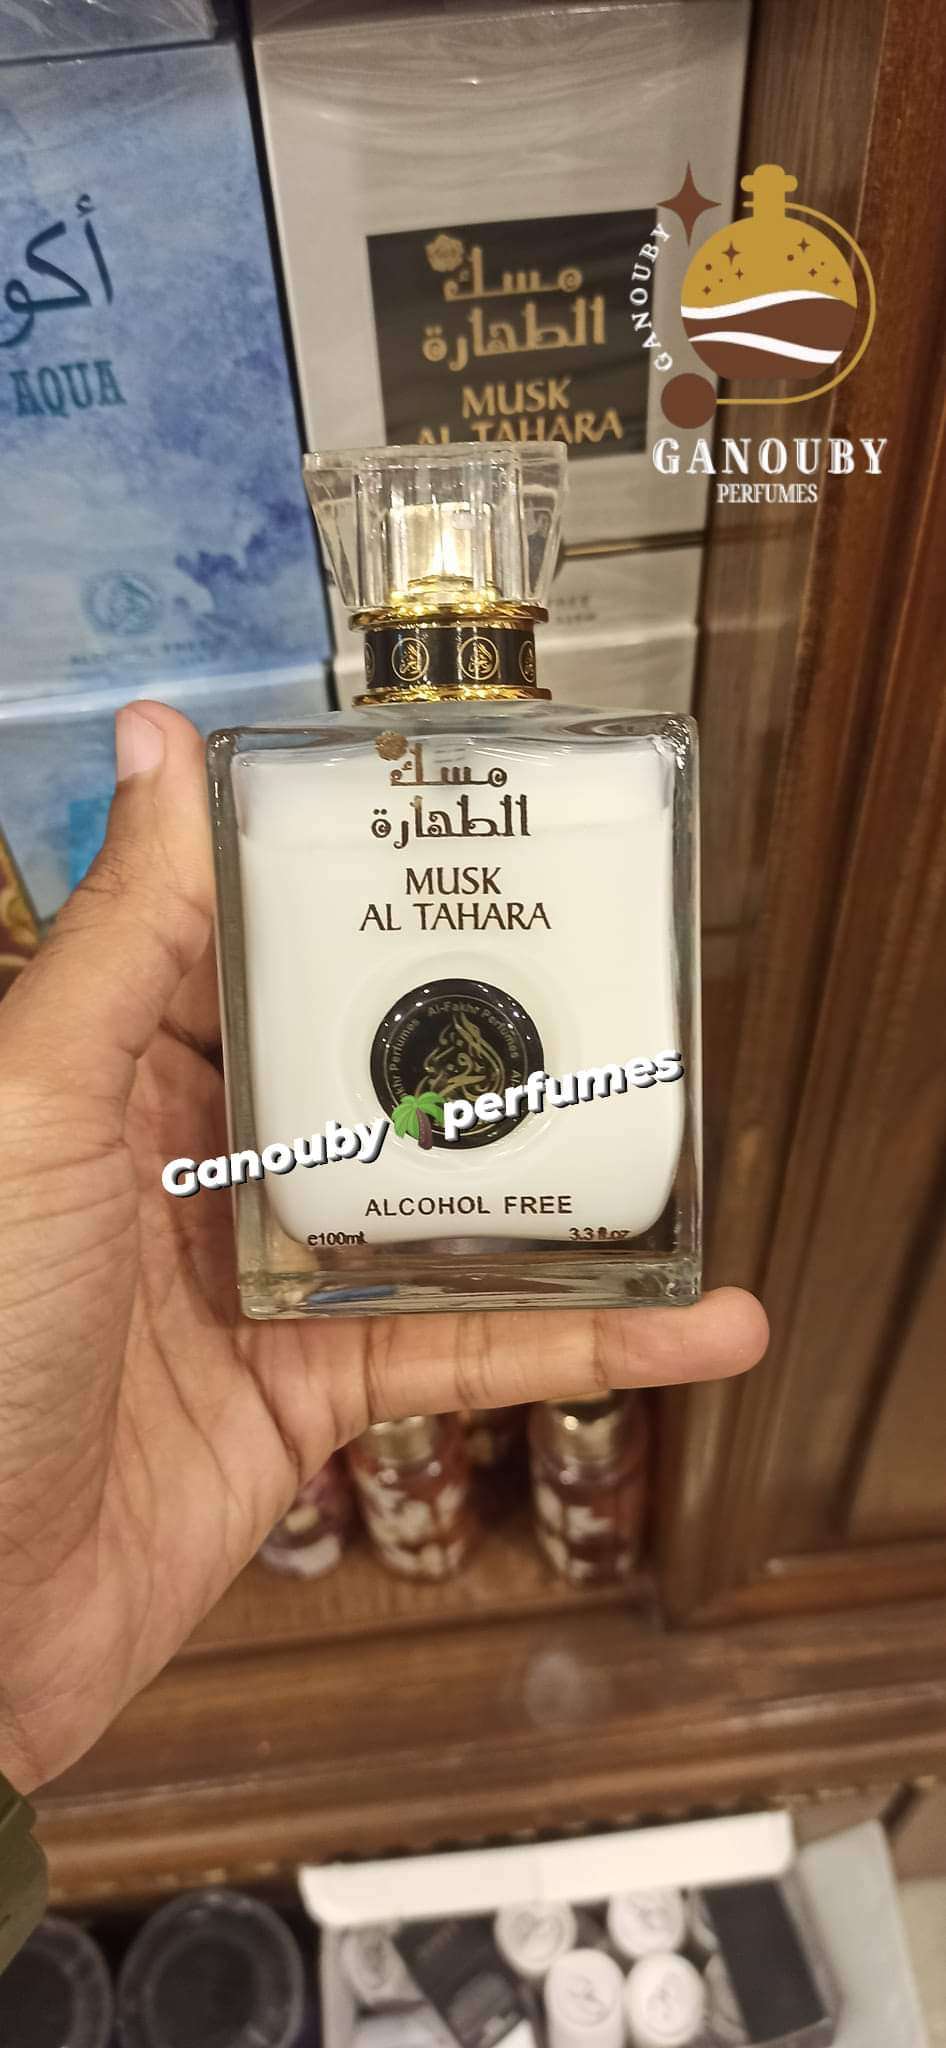 أكو
AQUA
مسك
الطهارة
MUSK
AL TAHARA
GANOUBY
GANOUBY
PERFUMES
مسك
الطهارة
MUSK
AL TAHARA
Al-Fakhr Perfumes
Ganouby🌴perfumes
ALCOHOL FREE
e100ml
3.3 fl.oz